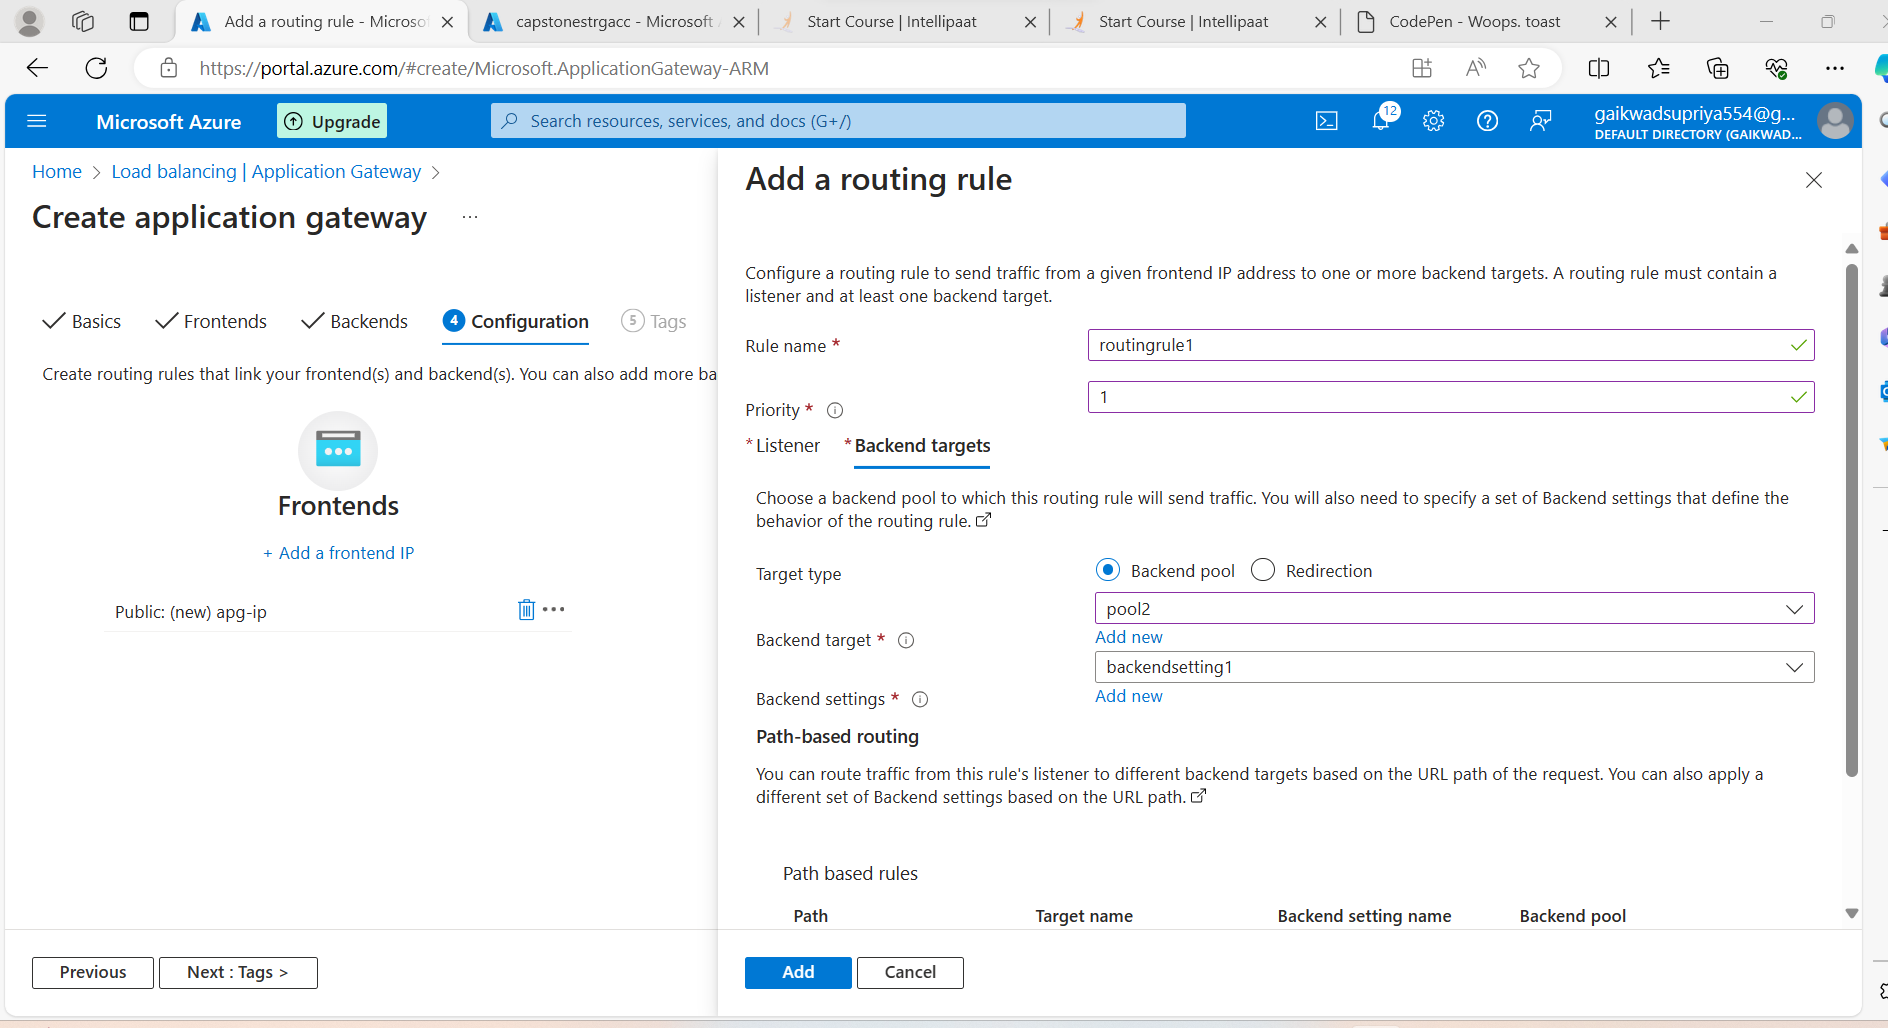 Add a routing rule - Microsof
capstonestrgacc - Microsoft
Start Course | Intellipaat
Start Course | Intellipaat
CodePen - Woops. toast
https://portal.azure.com/#create/Microsoft.ApplicationGateway-ARM
Microsoft Azure
Upgrade
Search resources, services, and docs (G+/)
12
gaikwadsupriya554@g...
DEFAULT DIRECTORY (GAIKWAD...
Home > Load balancing | Application Gateway >
Create application gateway ...
Basics
Frontends
Backends
4 Configuration
5 Tags
Create routing rules that link your frontend(s) and backend(s). You can also add more ba
Frontends
+ Add a frontend IP
Public: (new) apg-ip
Previous
Next : Tags >
Add a routing rule
Configure a routing rule to send traffic from a given frontend IP address to one or more backend targets. A routing rule must contain a
listener and at least one backend target.
Rule name *
routingrule1
Priority *
1
* Listener
* Backend targets
Choose a backend pool to which this routing rule will send traffic. You will also need to specify a set of Backend settings that define the
behavior of the routing rule.
Target type
Backend pool
Redirection
Backend target *
pool2
Add new
Backend settings *
backendsetting1
Add new
Path-based routing
You can route traffic from this rule's listener to different backend targets based on the URL path of the request. You can also apply a
different set of Backend settings based on the URL path.
Path based rules
Path
Target name
Backend setting name
Backend pool
Add
Cancel